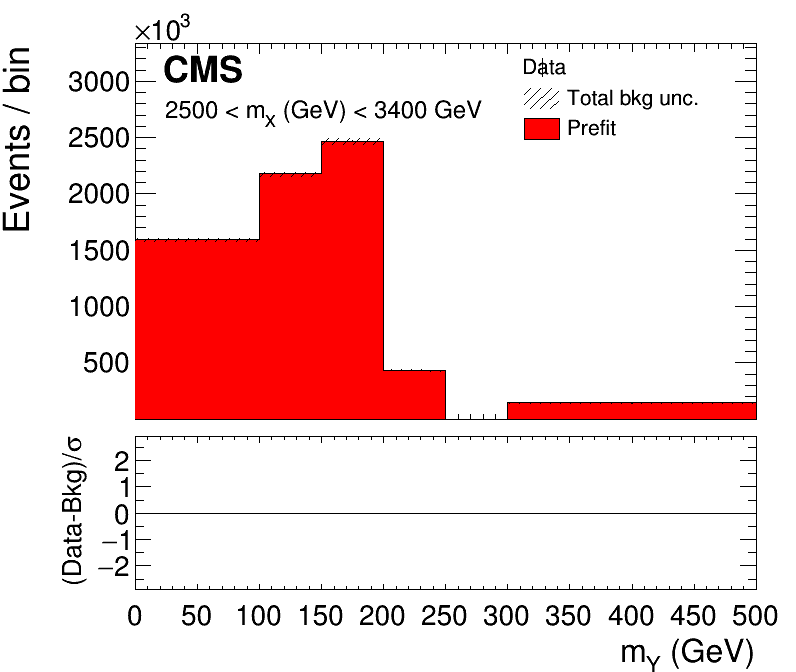 ×10³
Events / bin
3000
2500
2000
1500
1000
500
CMS
2500 < mX (GeV) < 3400 GeV
Data
Total bkg unc.
Prefit
(Data-Bkg)/σ
2
1
0
−1
−2
0 50 100 150 200 250 300 350 400 450 500
mY (GeV)